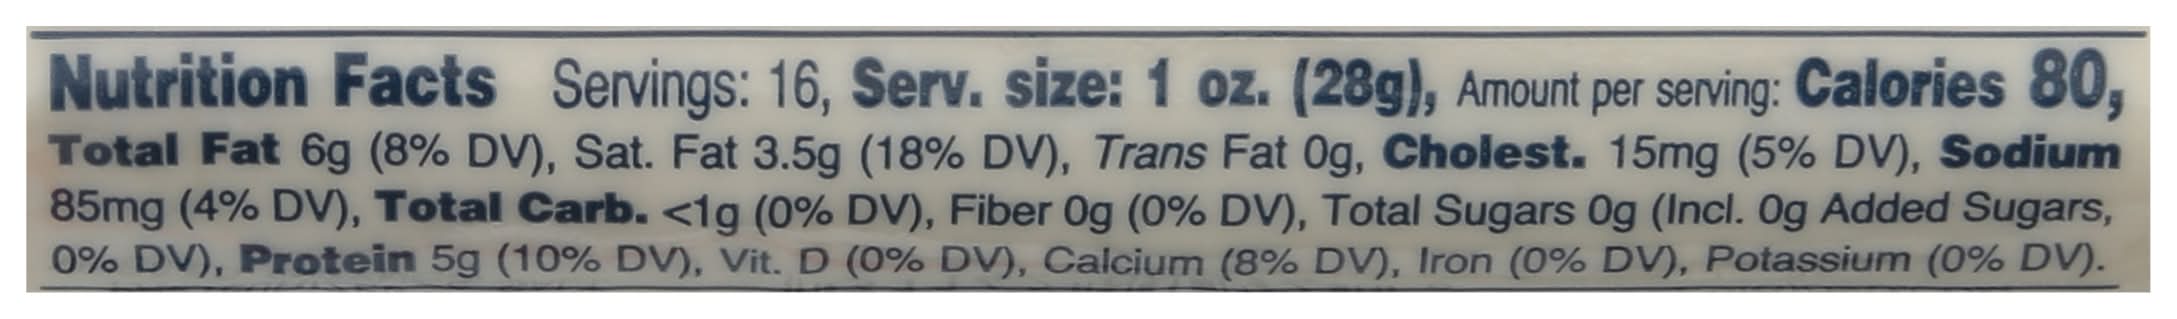 Nutrition Facts Servings: 16, Serv. size: 1 oz. (28g), Amount per serving: Calories 80,
Total Fat 6g (8% DV), Sat. Fat 3.5g (18% DV), Trans Fat 0g, Cholest. 15mg (5% DV), Sodium
85mg (4% DV), Total Carb. <1g (0% DV), Fiber 0g (0% DV), Total Sugars 0g (Incl. 0g Added Sugars,
0% DV), Protein 5g (10% DV), Vit. D (0% DV), Calcium (8% DV), Iron (0% DV), Potassium (0% DV).